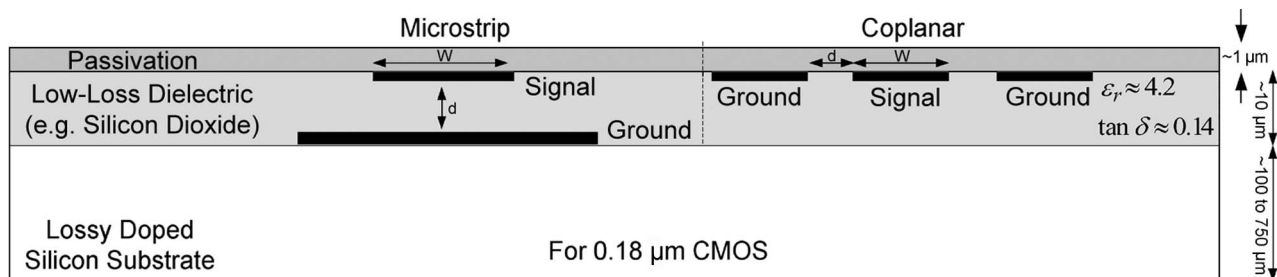 Microstrip
Coplanar
Passivation
W
d
W
~1 µm
Low-Loss Dielectric
(e.g. Silicon Dioxide)
Signal
d
Ground
Ground
Signal
Ground
εr ≈ 4.2
tan δ ≈ 0.14
~10 µm
~100 to 750 µm
Lossy Doped
Silicon Substrate
For 0.18 µm CMOS